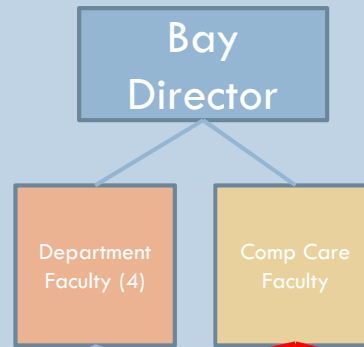 Bay
Director
Department
Faculty (4)
Comp Care
Faculty